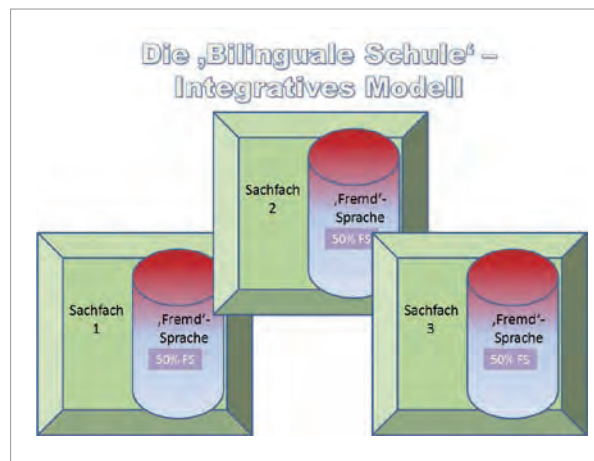 Die ‚Bilinguale Schule‘ –
Integratives Modell
Sachfach
2
‚Fremd‘-
Sprache
50% FS
Sachfach
1
‚Fremd‘-
Sprache
50% FS
Sachfach
3
‚Fremd‘-
Sprache
50% FS